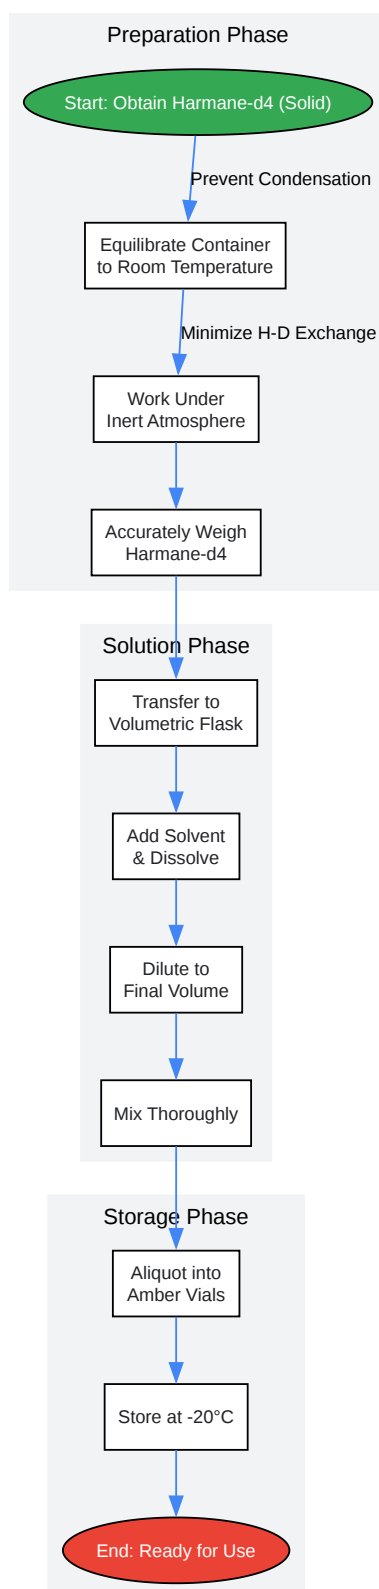 Preparation Phase
Start: Obtain Harmane-d4 (Solid)
Prevent Condensation
Equilibrate Container
to Room Temperature
Minimize H-D Exchange
Work Under
Inert Atmosphere
Accurately Weigh
Harmane-d4
Solution Phase
Transfer to
Volumetric Flask
Add Solvent
& Dissolve
Dilute to
Final Volume
Mix Thoroughly
Storage Phase
Aliquot into
Amber Vials
Store at -20°C
End: Ready for Use